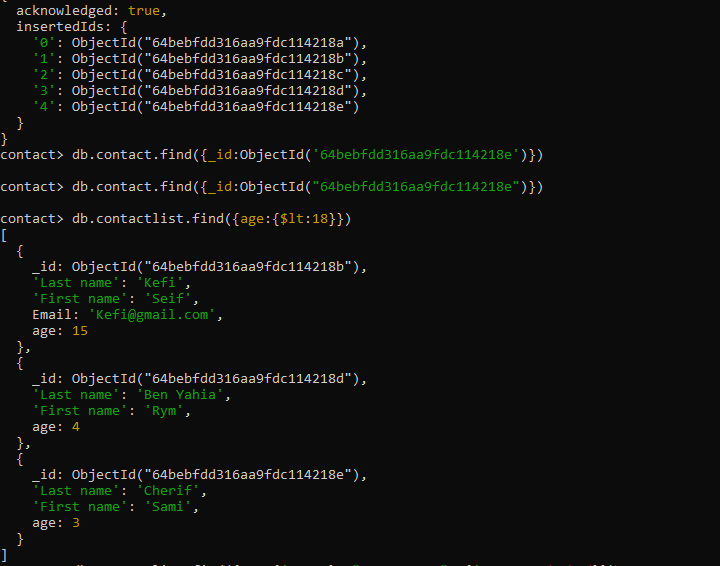 {
  acknowledged: true,
  insertedIds: {
    '0': ObjectId("64bebfdd316aa9fdc114218a"),
    '1': ObjectId("64bebfdd316aa9fdc114218b"),
    '2': ObjectId("64bebfdd316aa9fdc114218c"),
    '3': ObjectId("64bebfdd316aa9fdc114218d"),
    '4': ObjectId("64bebfdd316aa9fdc114218e")
  }
}
contact> db.contact.find({_id:ObjectId('64bebfdd316aa9fdc114218e')})
contact> db.contact.find({_id:ObjectId("64bebfdd316aa9fdc114218e")})
contact> db.contactlist.find({age:{$lt:18}})
[
  {
    _id: ObjectId("64bebfdd316aa9fdc114218b"),
    'Last name': 'Kefi',
    'First name': 'Seif',
    Email: 'Kefi@gmail.com',
    age: 15
  },
  {
    _id: ObjectId("64bebfdd316aa9fdc114218d"),
    'Last name': 'Ben Yahia',
    'First name': 'Rym',
    age: 4
  },
  {
    _id: ObjectId("64bebfdd316aa9fdc114218e"),
    'Last name': 'Cherif',
    'First name': 'Sami',
    age: 3
  }
]